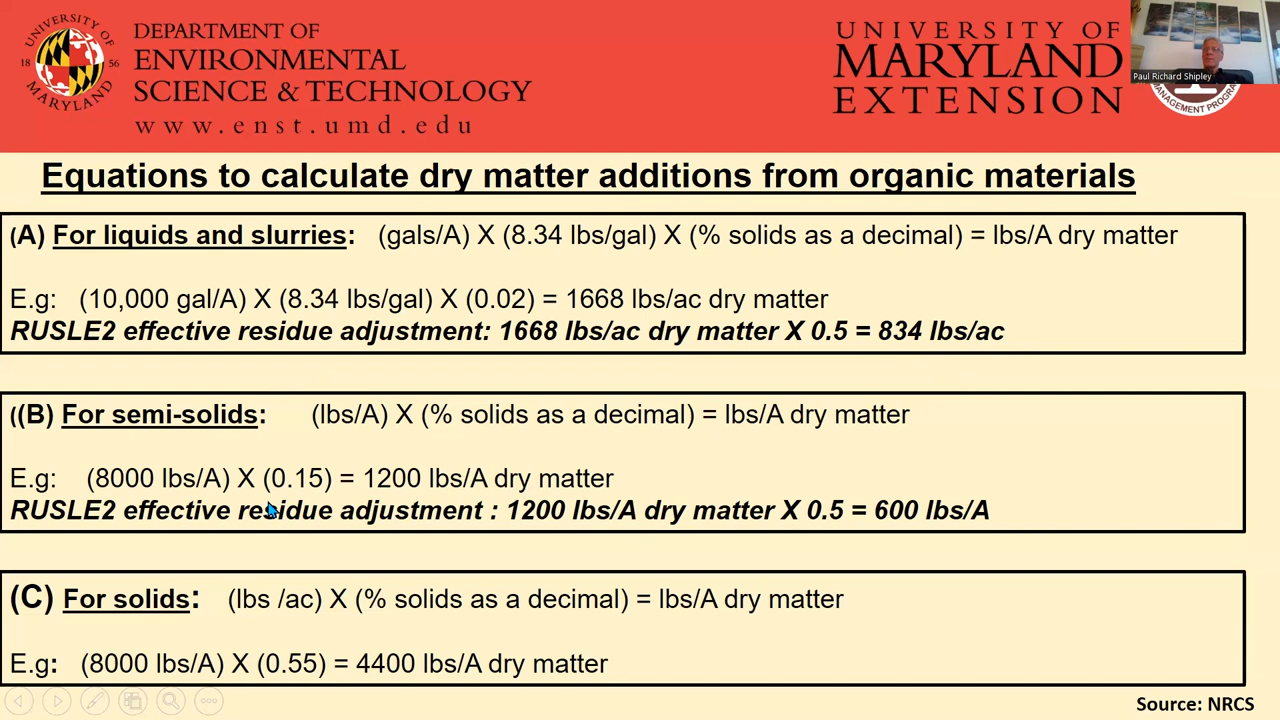 UNIVERSITY OF
18 56
MARYLAND
DEPARTMENT OF
ENVIRONMENTAL
SCIENCE & TECHNOLOGY
www.enst.umd.edu
UNIVERSITY OF
MARYLAND
EXTENSION
Paul Richard Shipley
MANAGEMENT PROGR
Equations to calculate dry matter additions from organic materials
(A) For liquids and slurries: (gals/A) X (8.34 lbs/gal) X (% solids as a decimal) = lbs/A dry matter
E.g: (10,000 gal/A) X (8.34 lbs/gal) X (0.02) = 1668 lbs/ac dry matter
RUSLE2 effective residue adjustment: 1668 lbs/ac dry matter X 0.5 = 834 lbs/ac
((B) For semi-solids: (lbs/A) X (% solids as a decimal) = lbs/A dry matter
E.g: (8000 lbs/A) X (0.15) = 1200 lbs/A dry matter
RUSLE2 effective residue adjustment : 1200 lbs/A dry matter X 0.5 = 600 lbs/A
(C) For solids: (lbs /ac) X (% solids as a decimal) = lbs/A dry matter
E.g: (8000 lbs/A) X (0.55) = 4400 lbs/A dry matter
Source: NRCS